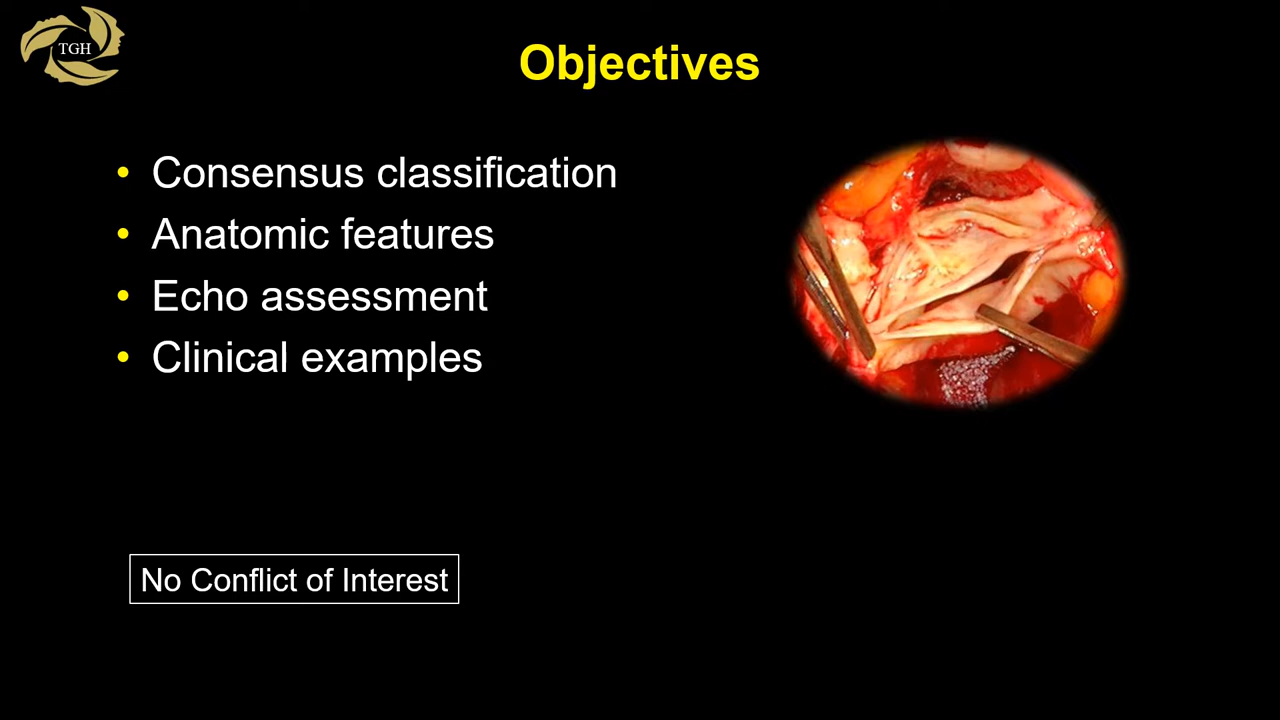 TGH
Objectives
• Consensus classification
• Anatomic features
• Echo assessment
• Clinical examples
No Conflict of Interest